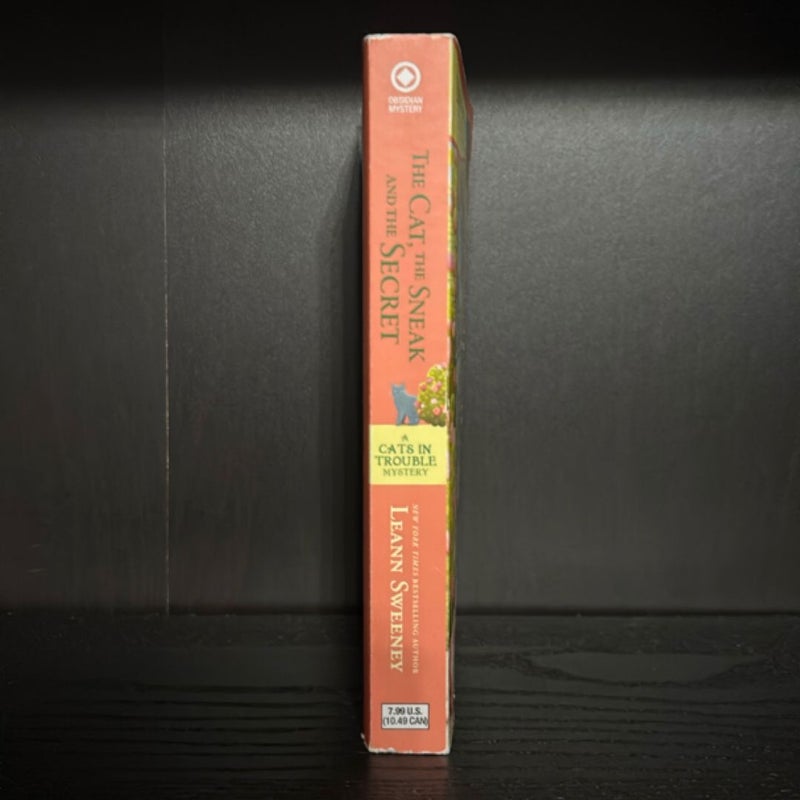 OBSIDIAN
MYSTERY
THE CAT, THE SNEAK
AND THE SECRET
A
CATS IN
TROUBLE
MYSTERY
NEW YORK TIMES BESTSELLING AUTHOR
LEANN SWEENEY
7.99 U.S.
(10.49 CAN)